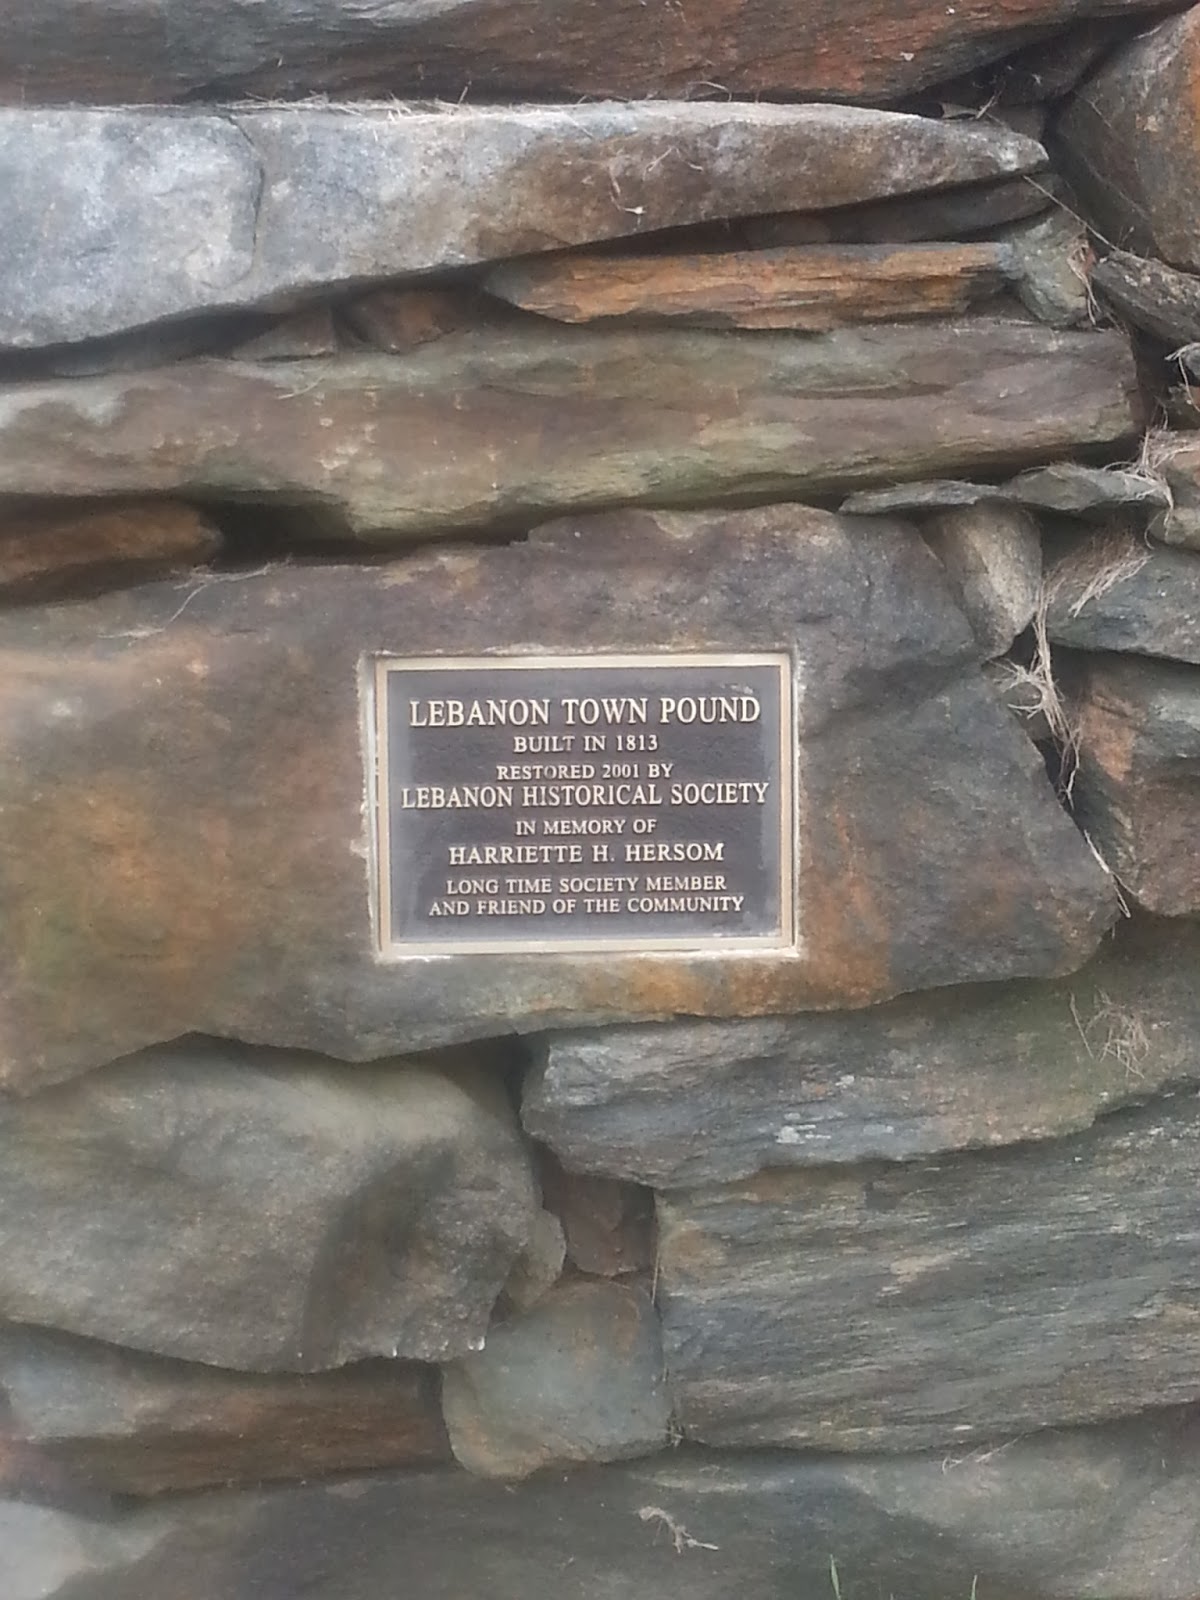 LEBANON TOWN POUND
BUILT IN 1813
RESTORED 2001 BY
LEBANON HISTORICAL SOCIETY
IN MEMORY OF
HARRIETTE H. HERSOM
LONG TIME SOCIETY MEMBER
AND FRIEND OF THE COMMUNITY